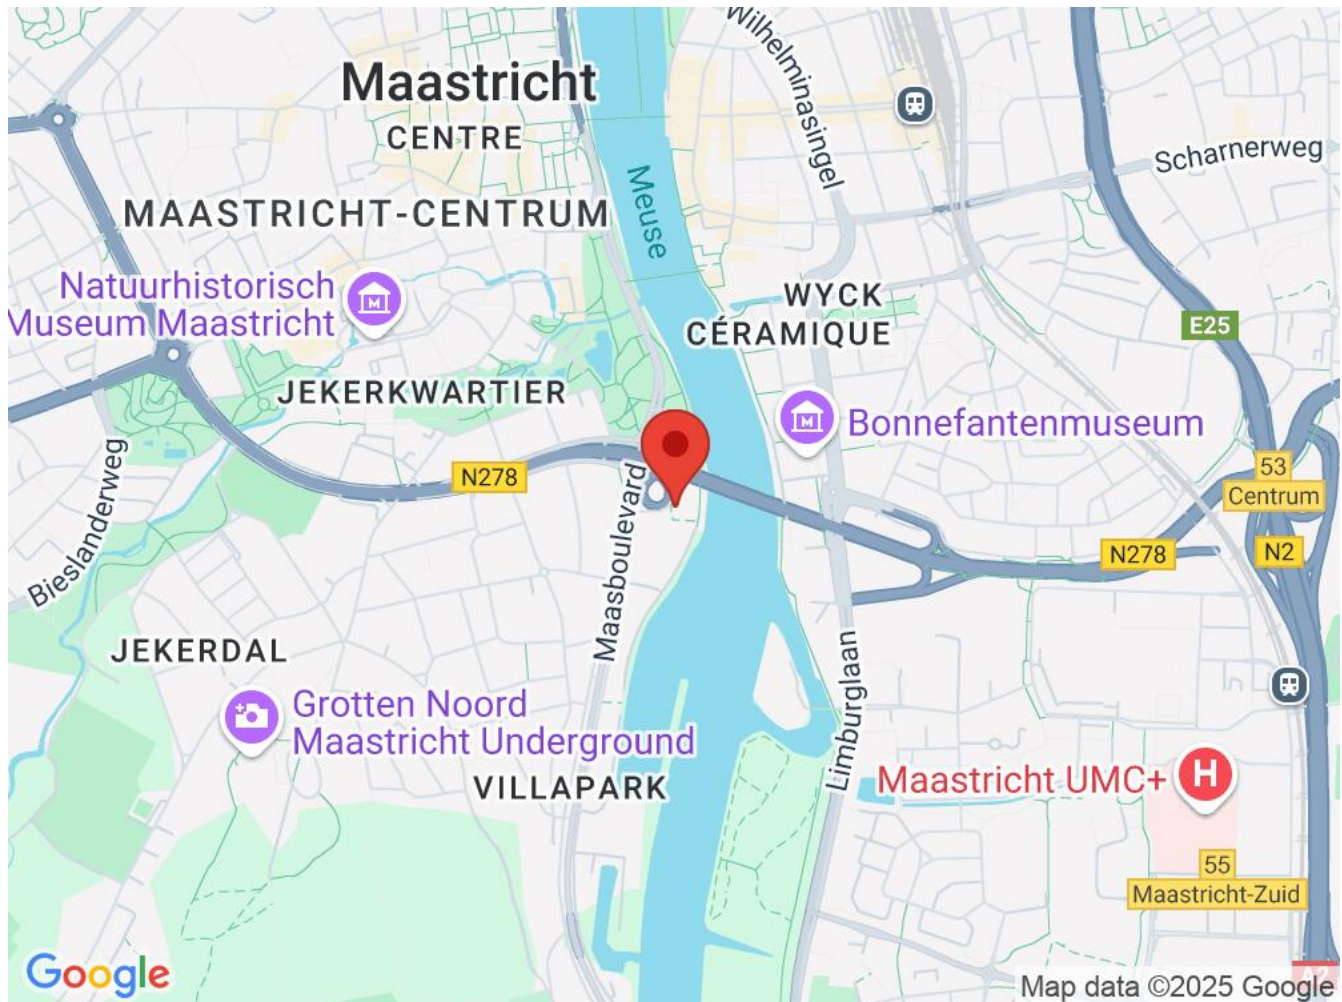 Wilhelminasingel
Maastricht
CENTRE
Scharnerweg
Meuse
MAASTRICHT-CENTRUM
Natuurhistorisch
Museum Maastricht
WYCK
CÉRAMIQUE
E25
JEKERKWARTIER
Bonnefantenmuseum
N278
53
Centrum
Maasboulevard
Bieslanderweg
N278
N2
JEKERDAL
Limburglaan
Grotten Noord
Maastricht Underground
VILLAPARK
Maastricht UMC+
H
55
Maastricht-Zuid
A2
Google
Map data ©2025 Google